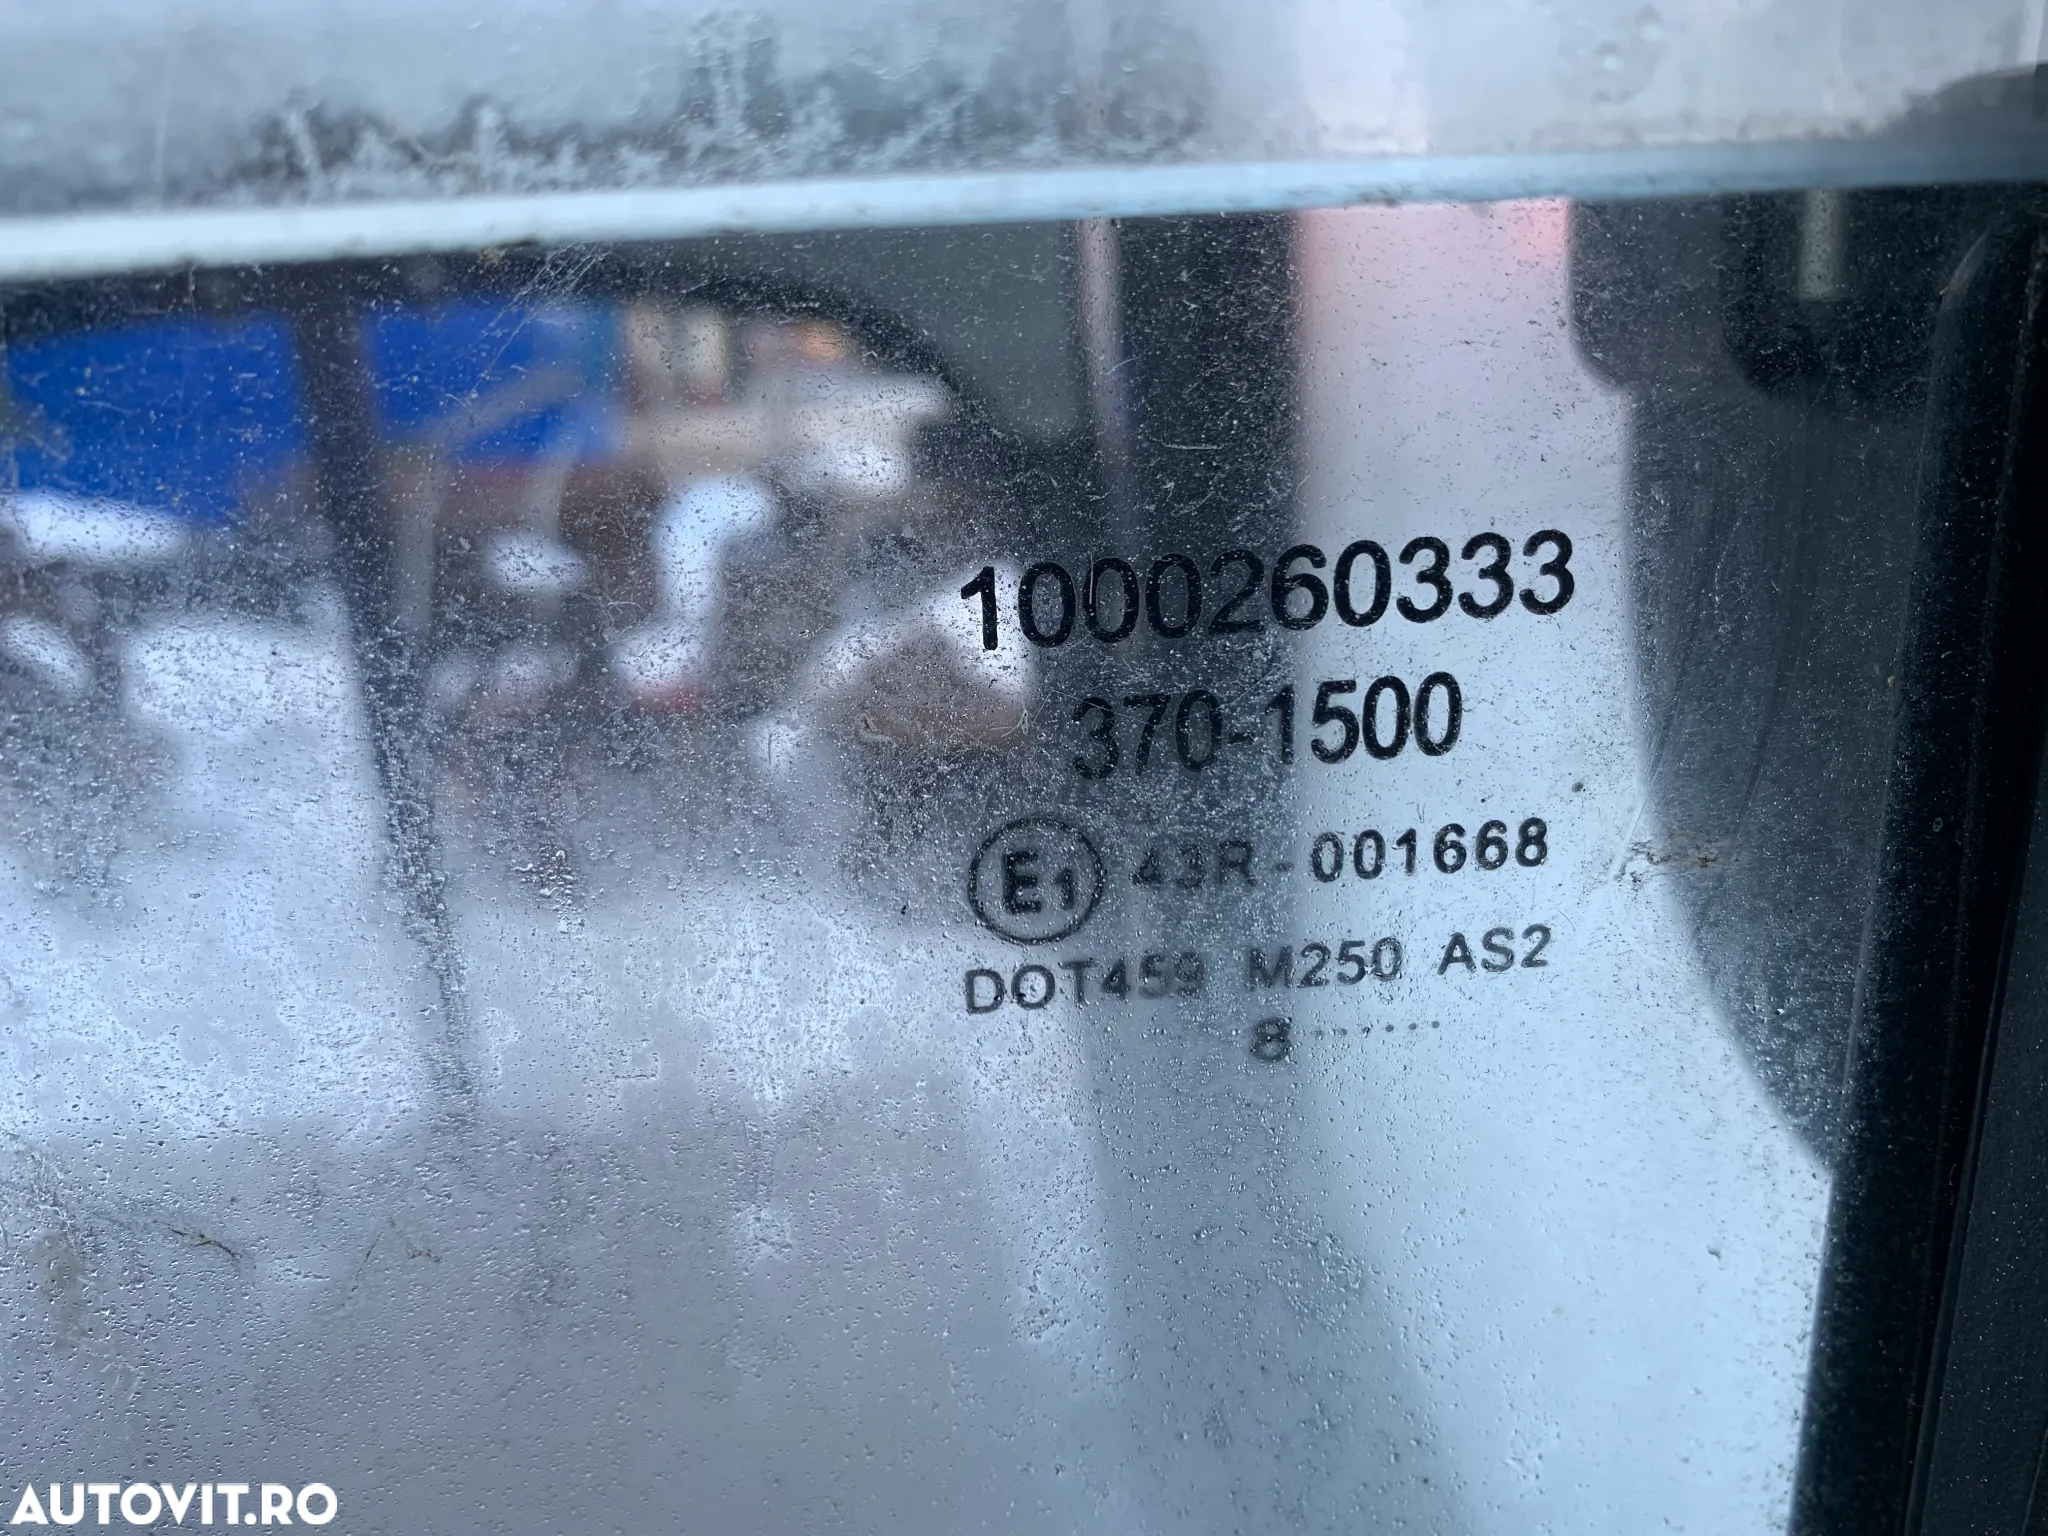 1000260333
370-1500
E1 43R-001668
DOT459 M250 AS2
8·······
AUTOVIT.RO